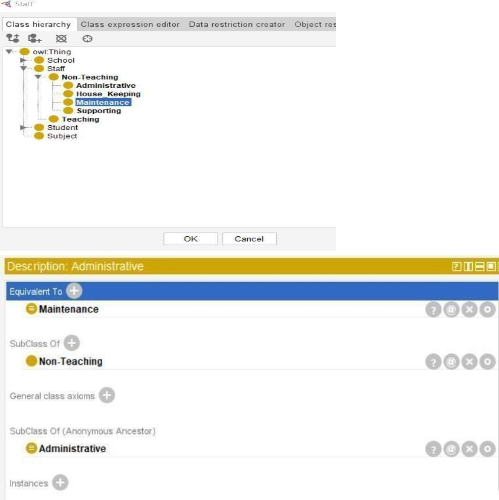 Staff
Class hierarchy Class expression editor Data restriction creator Object res
owl:Thing
School
Staff
Non-Teaching
Administrative
House_Keeping
Maintenance
Supporting
Teaching
Student
Subject
OK Cancel
Description: Administrative
Equivalent To
Maintenance
SubClass Of
Non-Teaching
General class axioms
SubClass Of (Anonymous Ancestor)
Administrative
Instances